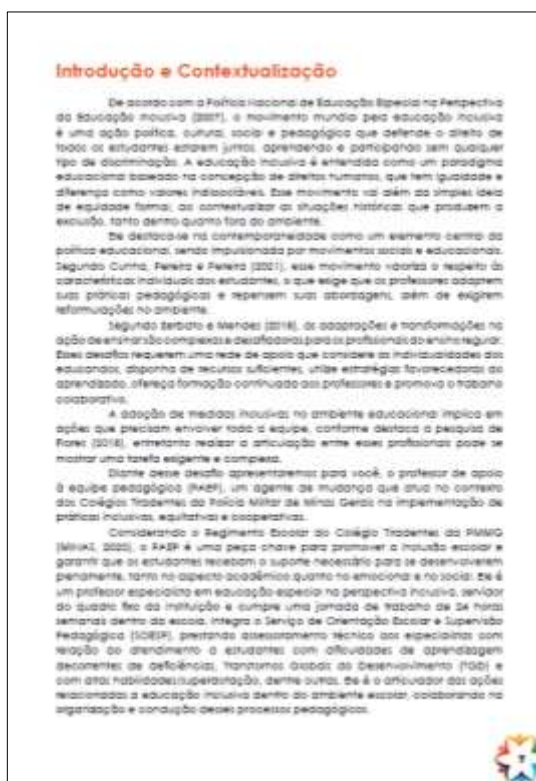 Introdução e Contextualização
De acordo com a Política Nacional de Educação Especial na Perspectiva
da Educação Inclusiva (2007), o movimento mundial pela educação inclusiva
é uma ação política, cultural, social e pedagógica que defende o direito de
todos os estudantes estarem juntos, aprendendo e participando sem qualquer
tipo de discriminação. A educação inclusiva é entendida como um paradigma
educacional baseado na concepção de direitos humanos, que tem igualdade e
diferença como valores indissociáveis. Esse movimento vai além da simples ideia
de equidade formal, ao contextualizar as situações históricas que produzem a
exclusão, tanto dentro quanto fora do ambiente.
Ele destaca-se na contemporaneidade como um elemento central da
política educacional, sendo impulsionada por movimentos sociais e educacionais.
Segundo Cunha, Pereira e Pereira (2021), esse movimento valoriza o respeito às
características individuais dos estudantes, o que exige que os professores adaptem
suas práticas pedagógicas e repensem suas abordagens, além de exigirem
reformulações no ambiente.
Segundo Zerbato e Mendes (2018), as adaptações e transformações na
ação de ensinar são complexas e desafiadoras para os profissionais do ensino regular.
Esses desafios requerem uma rede de apoio que considere as individualidades dos
educandos, disponha de recursos suficientes, utilize estratégias favorecedoras do
aprendizado, ofereça formação continuada aos professores e promova o trabalho
colaborativo.
A adoção de medidas inclusivas no ambiente educacional implica em
ações que precisam envolver toda a equipe, conforme destaca a pesquisa de
Flores (2018), entretanto realizar a articulação entre esses profissionais pode se
mostrar uma tarefa exigente e complexa.
Diante desse desafio apresentaremos para você, o professor de apoio
à equipe pedagógica (PAEP), um agente de mudança que atua no contexto
dos Colégios Tiradentes da Polícia Militar de Minas Gerais na implementação de
práticas inclusivas, equitativas e cooperativas.
Considerando o Regimento Escolar do Colégio Tiradentes da PMMG
(MINAS, 2020), o PAEP é uma peça chave para promover a inclusão escolar e
garantir que os estudantes recebam o suporte necessário para se desenvolverem
plenamente, tanto no aspecto acadêmico quanto no emocional e no social. Ele é
um professor especialista em educação especial na perspectiva inclusiva, servidor
do quadro fixo da instituição e cumpre uma jornada de trabalho de 24 horas
semanais dentro da escola. Integra o Serviço de Orientação Escolar e Supervisão
Pedagógica (SOESP), prestando assessoramento técnico aos especialistas com
relação ao atendimento a estudantes com dificuldades de aprendizagem
decorrentes de deficiências, Transtornos Globais do Desenvolvimento (TGD) e
com altas habilidades/superdotação, dentre outras. Ele é o articulador das ações
relacionadas a educação inclusiva dentro do ambiente escolar, colaborando na
organização e condução desses processos pedagógicos.
7